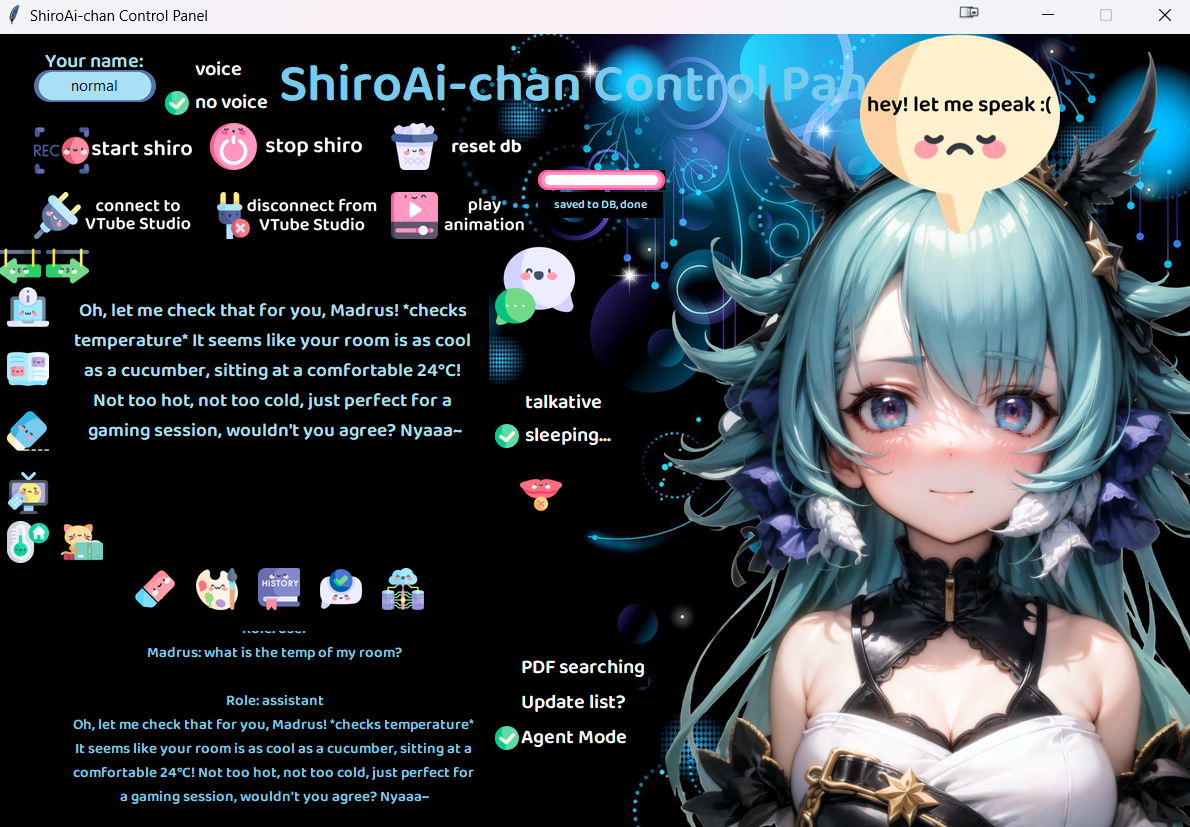 ShiroAi-chan Control Panel
Your name:
normal
voice
no voice
ShiroAi-chan Control Pan
hey! let me speak :(
REC
start shiro
stop shiro
reset db
connect to
VTube Studio
disconnect from
VTube Studio
play
animation
saved to DB, done
Oh, let me check that for you, Madrus! *checks
temperature* It seems like your room is as cool
as a cucumber, sitting at a comfortable 24°C!
Not too hot, not too cold, just perfect for a
gaming session, wouldn't you agree? Nyaaa~
talkative
sleeping...
HISTORY
Role: user
Madrus: what is the temp of my room?
Role: assistant
Oh, let me check that for you, Madrus! *checks temperature*
It seems like your room is as cool as a cucumber, sitting at a
comfortable 24°C! Not too hot, not too cold, just perfect for
a gaming session, wouldn't you agree? Nyaaa~
PDF searching
Update list?
Agent Mode